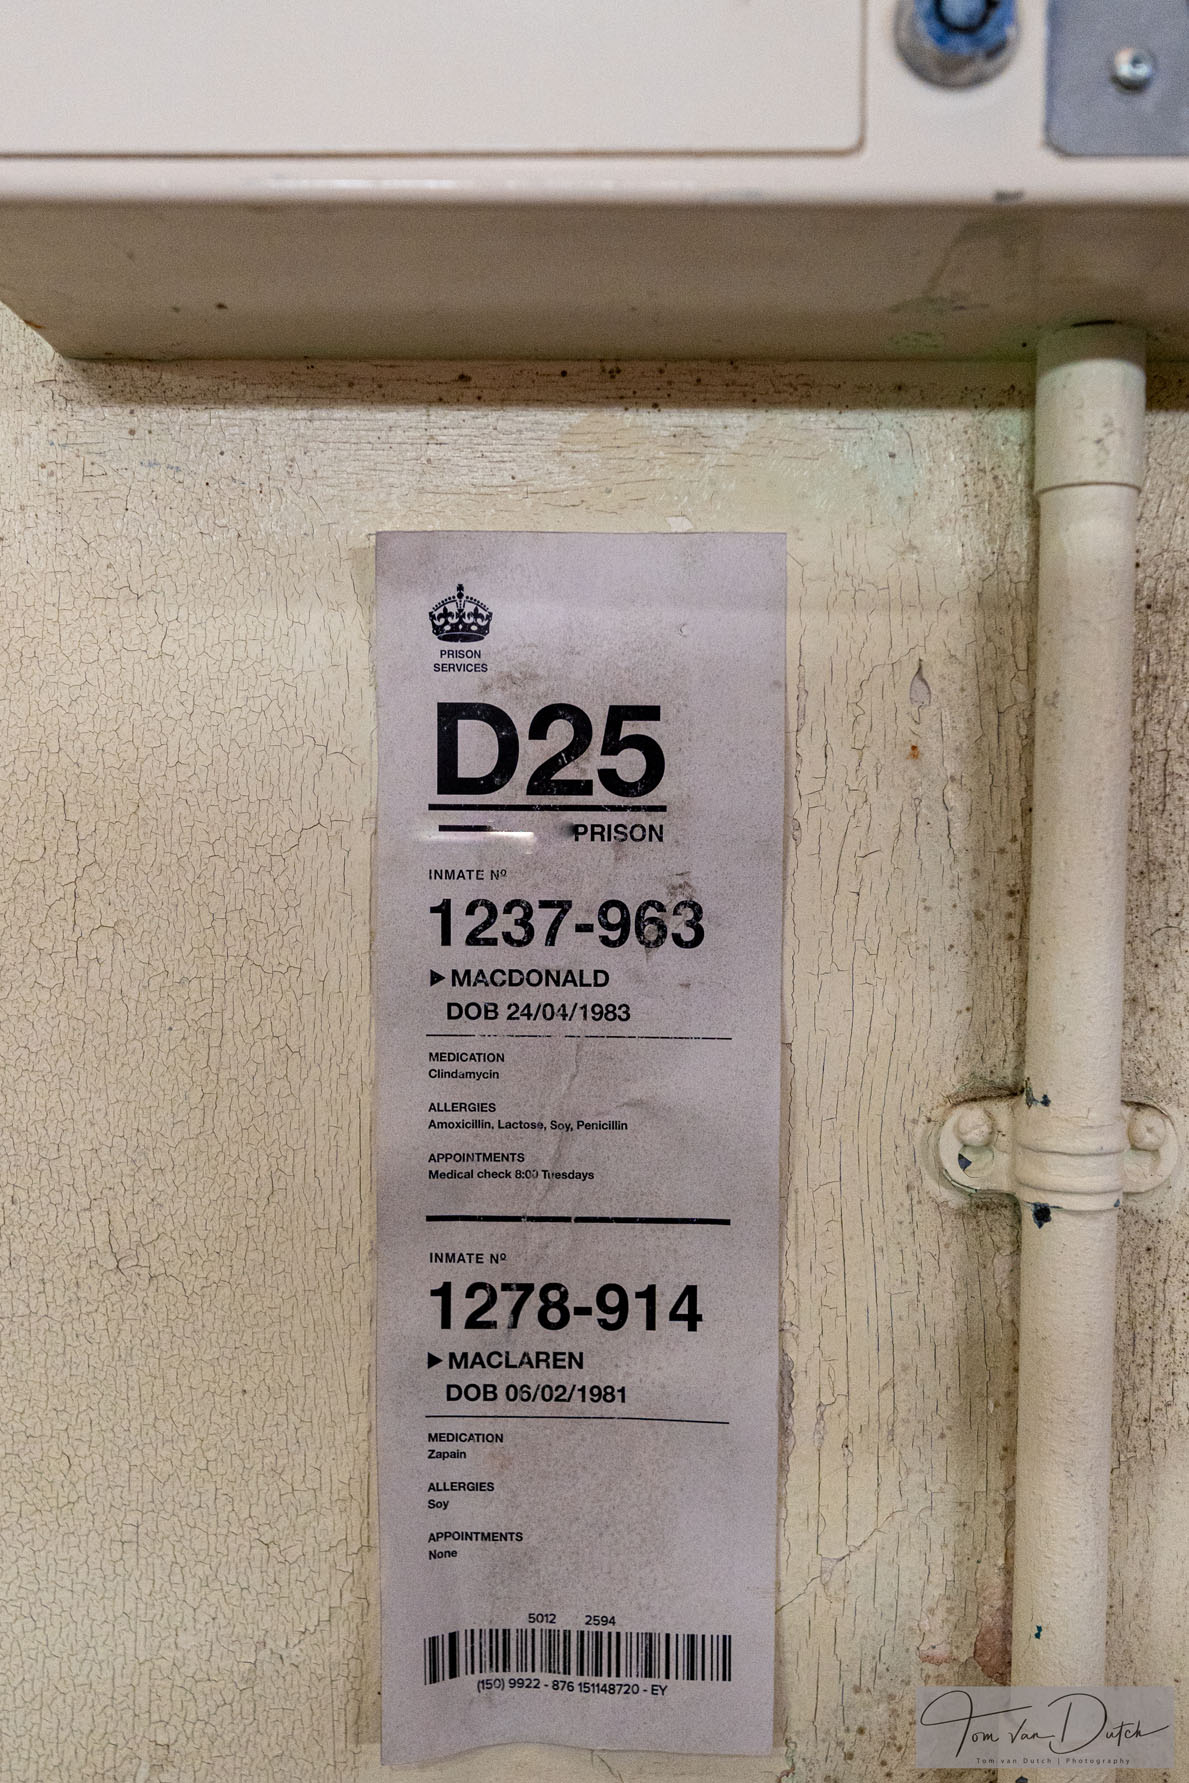 PRISON
SERVICES
D25
PRISON
INMATE Nº
1237-963
▶ MACDONALD
DOB 24/04/1983
MEDICATION
Clindamycin
ALLERGIES
Amoxicillin, Lactose, Soy, Penicillin
APPOINTMENTS
Medical check 8:00 Tuesdays
INMATE Nº
1278-914
▶ MACLAREN
DOB 06/02/1981
MEDICATION
Zapain
ALLERGIES
Soy
APPOINTMENTS
None
5012 2594
(150) 9922 - 876 151148720 - EY
Tom van Dutch
Tom van Dutch | Photography